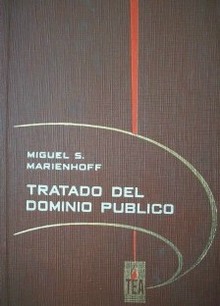 MIGUEL S.
MARIENHOFF
TRATADO DEL
DOMINIO PUBLICO
TEA